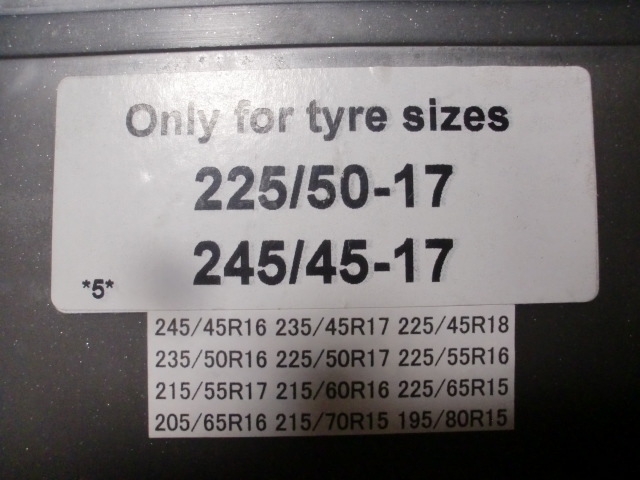 Only for tyre sizes
225/50-17
245/45-17
*5*
245/45R16 235/45R17 225/45R18
235/50R16 225/50R17 225/55R16
215/55R17 215/60R16 225/65R15
205/65R16 215/70R15 195/80R15